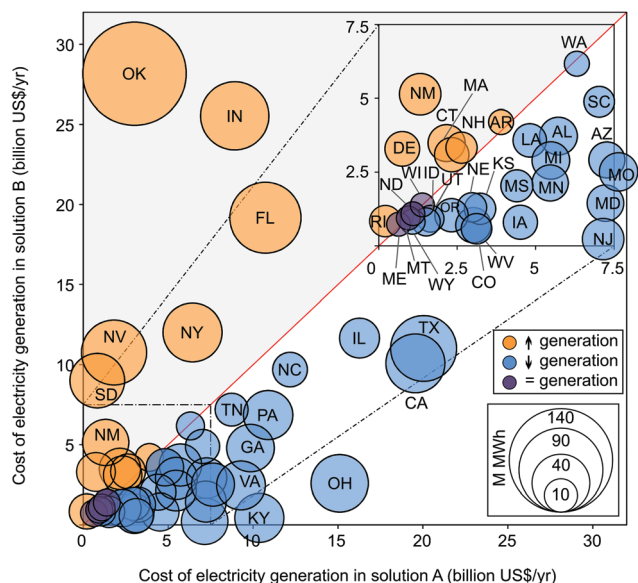 Cost of electricity generation in solution B (billion US$/yr)
30
25
20
15
10
5
OK
IN
FL
NV
NY
SD
NM
IL
TX
CA
NC
TN
PA
GA
VA
OH
KY
0
5
10
15
20
25
30
Cost of electricity generation in solution A (billion US$/yr)
7.5
5
2.5
0
2.5
5
7.5
WA
MA
NM
SC
CT
NH
AR
LA
AL
AZ
DE
MI
MO
WI
ID
UT
NE
KS
ND
MS
MN
MD
RI
OR
IA
NJ
ME
MT
WY
CO
WV
↑ generation
↓ generation
= generation
M MWh
140
90
40
10